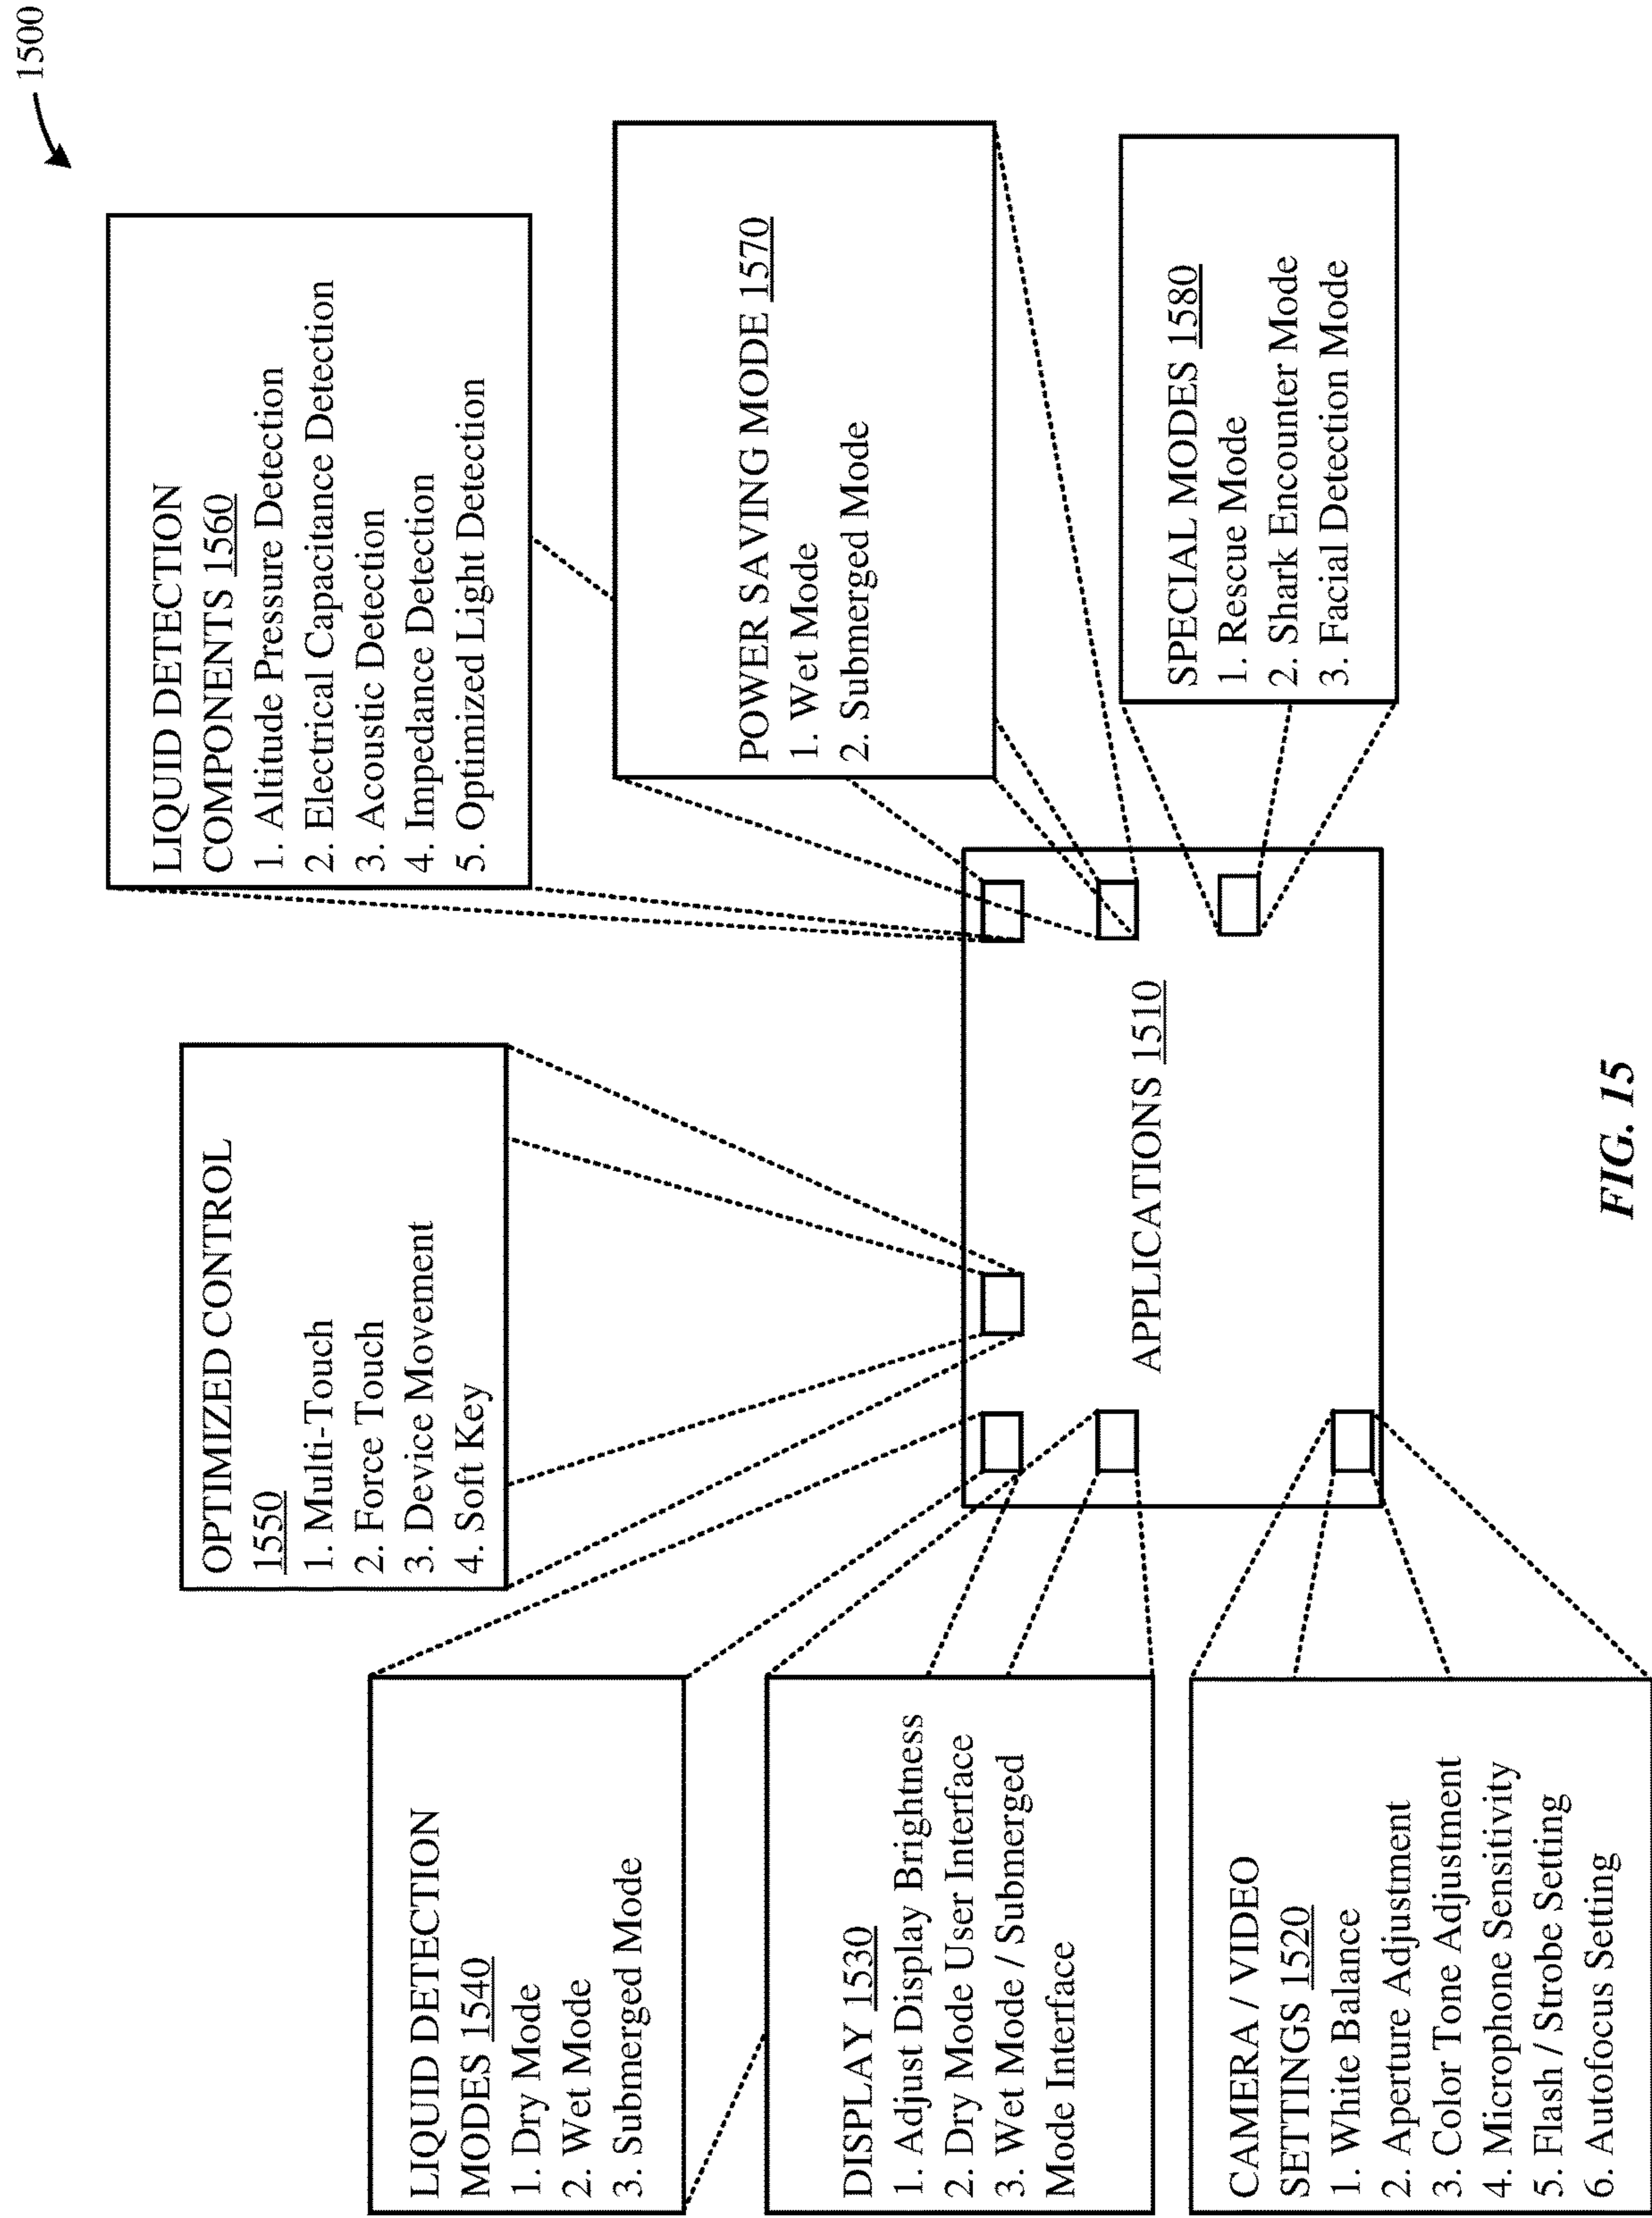 1500
LIQUID DETECTION
MODES 1540
1. Dry Mode
2. Wet Mode
3. Submerged Mode
OPTIMIZED CONTROL
1550
1. Multi-Touch
2. Force Touch
3. Device Movement
4. Soft Key
LIQUID DETECTION
COMPONENTS 1560
1. Altitude Pressure Detection
2. Electrical Capacitance Detection
3. Acoustic Detection
4. Impedance Detection
5. Optimized Light Detection
DISPLAY 1530
1. Adjust Display Brightness
2. Dry Mode User Interface
3. Wet Mode / Submerged
Mode Interface
POWER SAVING MODE 1570
1. Wet Mode
2. Submerged Mode
APPLICATIONS 1510
CAMERA / VIDEO
SETTINGS 1520
1. White Balance
2. Aperture Adjustment
3. Color Tone Adjustment
4. Microphone Sensitivity
5. Flash / Strobe Setting
6. Autofocus Setting
SPECIAL MODES 1580
1. Rescue Mode
2. Shark Encounter Mode
3. Facial Detection Mode
FIG. 15